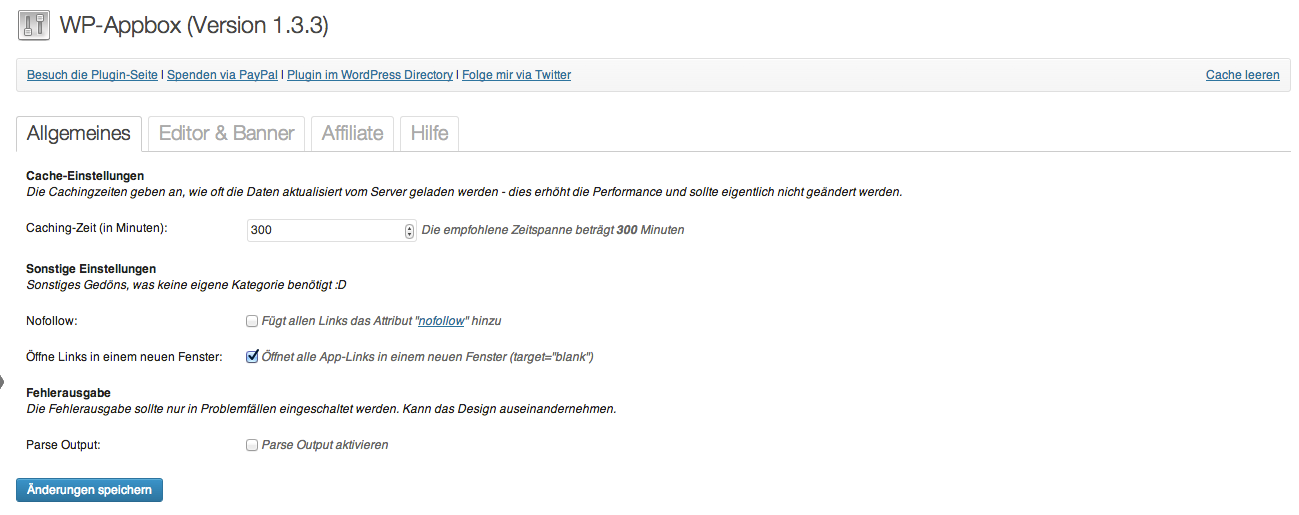 WP-Appbox (Version 1.3.3)
Besuch die Plugin-Seite | Spenden via PayPal | Plugin im WordPress Directory | Folge mir via Twitter Cache leeren
Allgemeines Editor & Banner Affiliate Hilfe
Cache-Einstellungen
Die Cachingzeiten geben an, wie oft die Daten aktualisiert vom Server geladen werden - dies erhöht die Performance und sollte eigentlich nicht geändert werden.
Caching-Zeit (in Minuten): 300 Die empfohlene Zeitspanne beträgt 300 Minuten
Sonstige Einstellungen
Sonstiges Gedöns, was keine eigene Kategorie benötigt :D
Nofollow: Fügt allen Links das Attribut "nofollow" hinzu
Öffne Links in einem neuen Fenster: Öffnet alle App-Links in einem neuen Fenster (target="blank")
Fehlerausgabe
Die Fehlerausgabe sollte nur in Problemfällen eingeschaltet werden. Kann das Design auseinandernehmen.
Parse Output: Parse Output aktivieren
Änderungen speichern